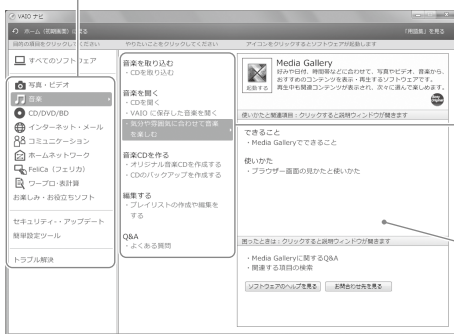 VAIO ナビ
ホーム（初期画面）に戻る
「用語集」を見る
目的の項目をクリックしてください
やりたいことをクリックしてください
アイコンをクリックするとソフトウェアが起動します
すべてのソフトウェア
写真・ビデオ
音楽
CD/DVD/BD
インターネット・メール
コミュニケーション
ホームネットワーク
FeliCa（フェリカ）
ワープロ・表計算
お楽しみ・お役立ちソフト
セキュリティ・アップデート
簡単設定ツール
トラブル解決
音楽を取り込む
・CDを取り込む
音楽を聞く
・CDを聞く
・VAIO に保存した音楽を聞く
・気分や雰囲気に合わせて音楽
を楽しむ
音楽CDを作る
・オリジナル音楽CDを作成する
・CDのバックアップを作成する
編集する
・プレイリストの作成や編集を
する
Q&A
・よくある質問
起動する
Media Gallery
好みや日付、時間帯などに合わせて、写真やビデオ、音楽から、
おすすめのコンテンツを表示・再生するソフトウェアです。
再生中も関連コンテンツが表示され、次々に選んで楽しめます。
使いかたと関連項目：クリックすると説明ウィンドウが開きます
できること
・Media Galleryでできること
使いかた
・ブラウザー画面の見かたと使いかた
困ったときは：クリックすると説明ウィンドウが開きます
・Media Galleryに関するQ&A
・関連する項目の検索
ソフトウェアのヘルプを見る
お問合わせ先を見る